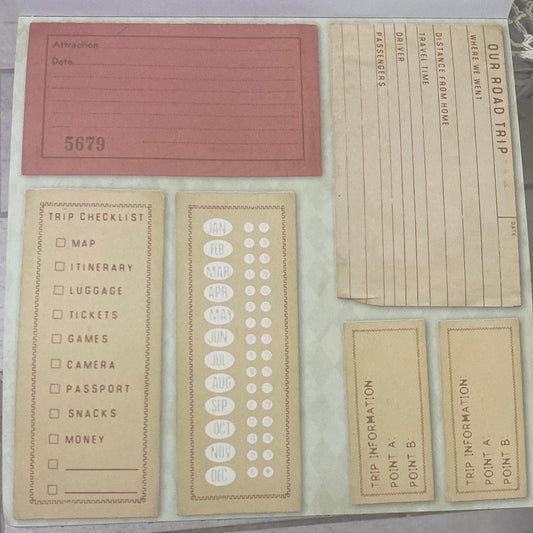 Attraction
Date.
5679
OUR ROAD TRIP
DATE
WHERE WE WENT
DISTANCE FROM HOME
TRAVEL TIME
DRIVER
PASSENGERS
TRIP CHECKLIST
MAP
ITINERARY
LUGGAGE
TICKETS
GAMES
CAMERA
PASSPORT
SNACKS
MONEY
JAN
FEB
MAR
APR
MAY
JUN
JUL
AUG
SEP
OCT
NOV
DEC
TRIP INFORMATION
POINT A
POINT B
TRIP INFORMATION
POINT A
POINT B